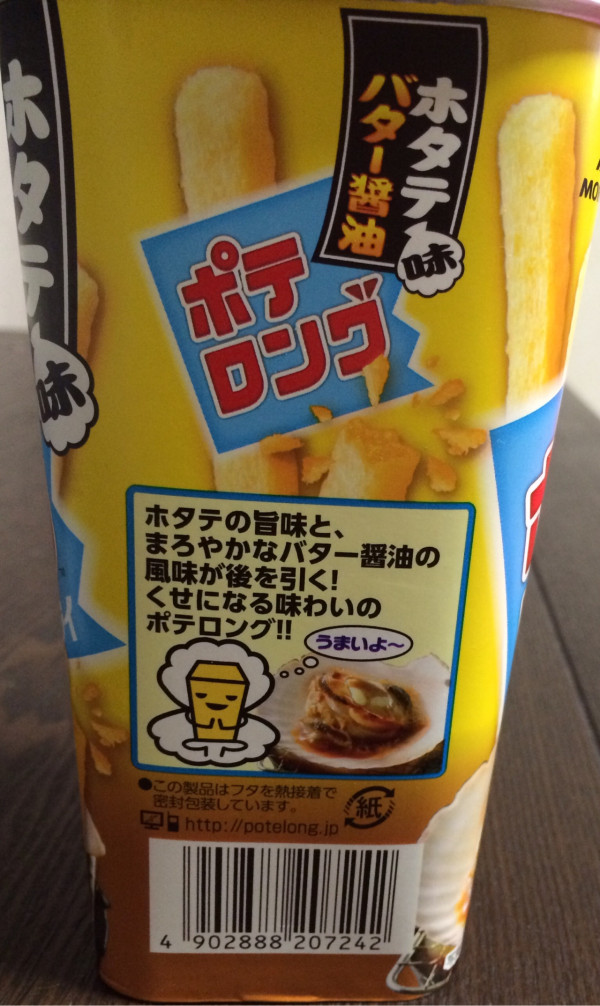 ホタテ味
ホタテ味
バター醤油
ポテ
ロング
MO
ホタテの旨味と、
まろやかなバター醤油の
風味が後を引く!
くせになる味わいの
ポテロング!!
うまいよ～
●この製品はフタを熱接着で
密封包装しています。
紙
http://potelong.jp
4 902888 207242